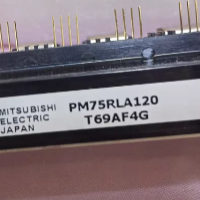 MITSUBISHI
ELECTRIC
JAPAN
PM75RLA120
T69AF4G